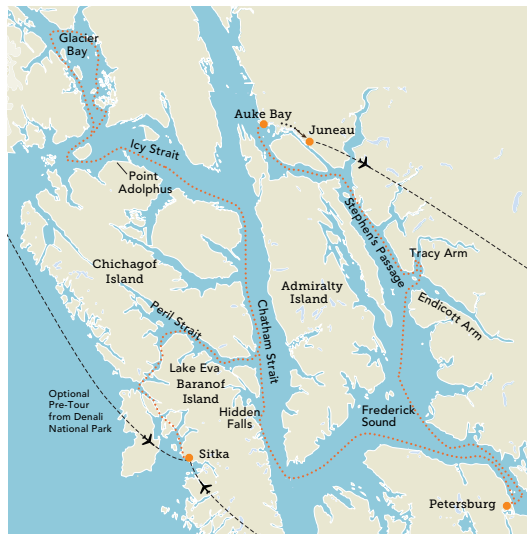 Glacier
Bay
Auke Bay
Juneau
Icy Strait
Point
Adolphus
Stephen's Passage
Tracy Arm
Endicott Arm
Chichagof
Island
Admiralty
Island
Peril Strait
Chatham Strait
Lake Eva
Baranof
Island
Optional
Pre-Tour
from Denali
National Park
Hidden
Falls
Frederick
Sound
Sitka
Petersburg